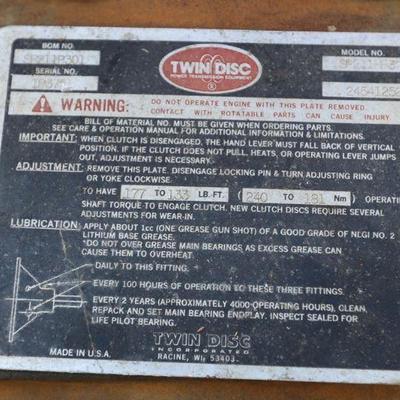 BOM NO.
TWIN DISC
POWER TRANSMISSION EQUIPMENT
MODEL NO.
SERIAL NO.
WARNING: DO NOT OPERATE ENGINE WITH THIS PLATE REMOVED.
CONTACT WITH ROTATABLE PARTS CAN CAUSE INJURY
BILL OF MATERIAL NO. MUST BE GIVEN WHEN ORDERING PARTS.
SEE CARE & OPERATION MANUAL FOR ADDITIONAL INFORMATION & LIMITATIONS.
IMPORTANT: WHEN CLUTCH IS DISENGAGED, THE HAND LEVER MUST FALL BACK OF VERTICAL
POSITION. IF THE CLUTCH DOES NOT PULL, HEATS, OR OPERATING LEVER JUMPS
OUT, ADJUSTMENT IS NECESSARY.
ADJUSTMENT: REMOVE THIS PLATE. DISENGAGE LOCKING PIN & TURN ADJUSTING RING
OR YOKE CLOCKWISE.
TO HAVE 177 TO 133 LB. FT. (240 TO 181 Nm) OPERATI
SHAFT TORQUE TO ENGAGE CLUTCH. NEW CLUTCH DISCS REQUIRE SEVERAL
ADJUSTMENTS FOR WEAR-IN.
LUBRICATION: APPLY ABOUT 1cc (ONE GREASE GUN SHOT) OF A GOOD GRADE OF NLGI NO. 2
LITHIUM BASE GREASE.
*DO NOT OVER GREASE MAIN BEARINGS AS EXCESS GREASE CAN
CAUSE THEM TO OVERHEAT.
DAILY TO THIS FITTING.
EVERY 100 HOURS OF OPERATION TO THESE THREE FITTINGS.
EVERY 2 YEARS (APPROXIMATELY 4000 OPERATING HOURS), CLEAN,
REPACK AND SET MAIN BEARING ENDPLAY. INSPECT SEALED FOR
LIFE PILOT BEARING.
MADE IN U.S.A.
TWIN DISC
INCORPORATED
RACINE, WI. 53403.